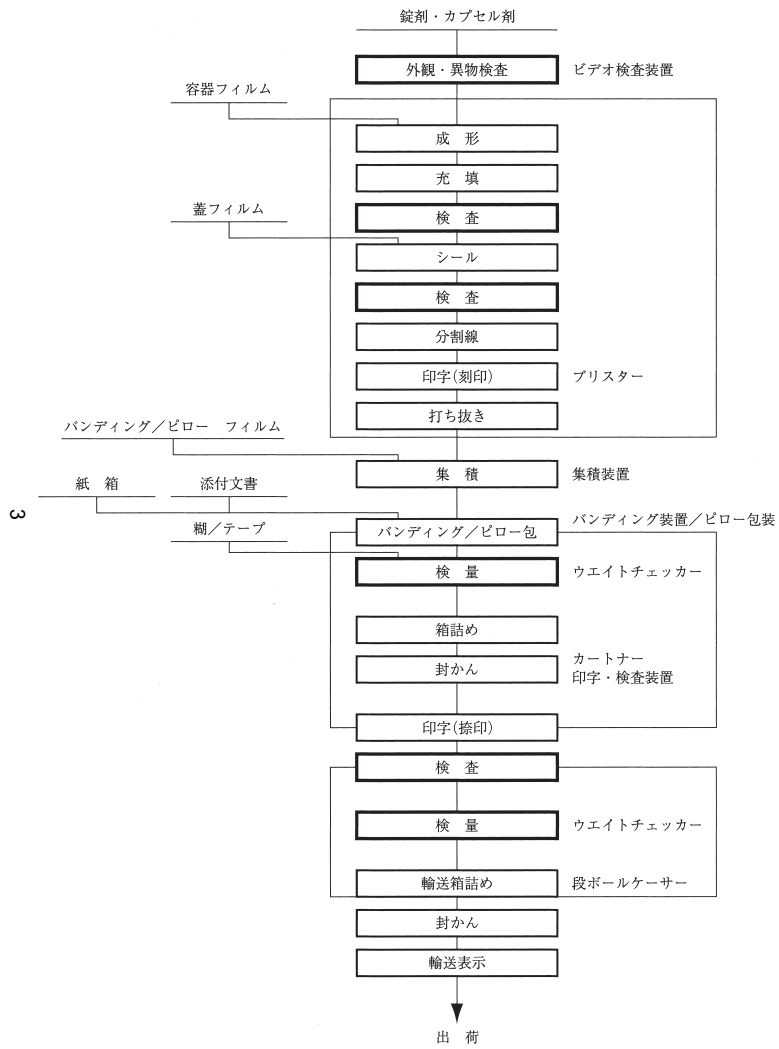 錠剤・カプセル剤
外観・異物検査
ビデオ検査装置
容器フィルム
成 形
充 填
検 査
蓋フィルム
シール
検 査
分割線
印字(刻印)
ブリスター
打ち抜き
バンディング／ピロー フィルム
集 積
集積装置
紙 箱
添付文書
バンディング／ピロー包
バンディング装置／ピロー包装
糊／テープ
検 量
ウエイトチェッカー
箱詰め
封かん
カートナー
印字・検査装置
印字(捺印)
検 査
検 量
ウエイトチェッカー
輸送箱詰め
段ボールケーサー
封かん
輸送表示
出 荷
3